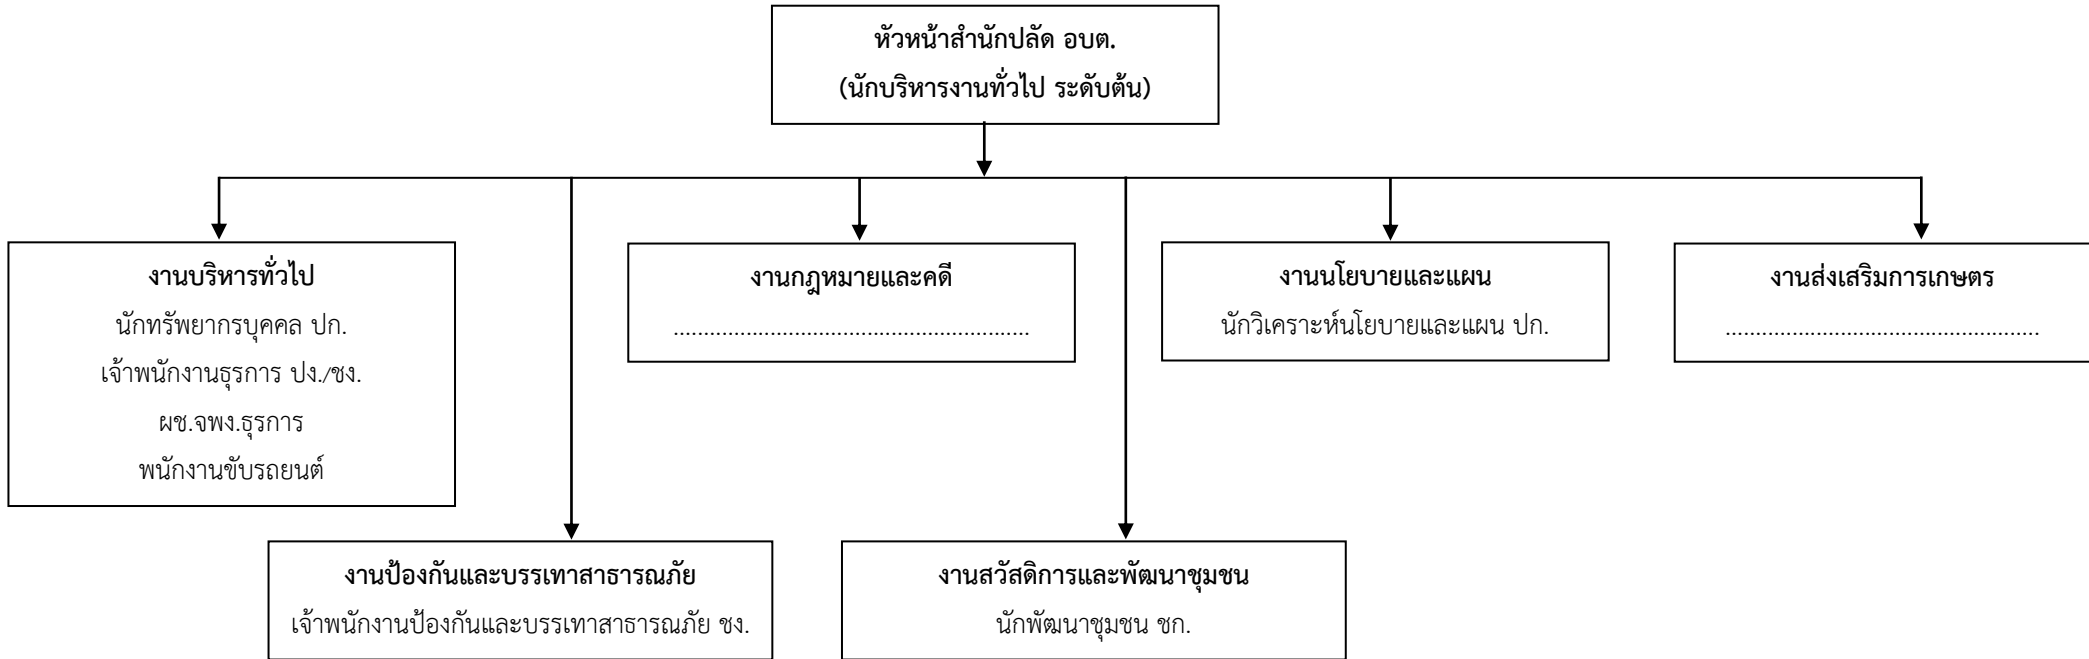 หัวหน้าสำนักปลัด อบต.
(นักบริหารงานทั่วไป ระดับต้น)
งานบริหารทั่วไป
นักทรัพยากรบุคคล ปก.
เจ้าพนักงานธุรการ ปง./ชง.
ผช.จพง.ธุรการ
พนักงานขับรถยนต์
งานกฎหมายและคดี
............................................................
งานนโยบายและแผน
นักวิเคราะห์นโยบายและแผน ปก.
งานส่งเสริมการเกษตร
.....................................................
งานป้องกันและบรรเทาสาธารณภัย
เจ้าพนักงานป้องกันและบรรเทาสาธารณภัย ชง.
งานสวัสดิการและพัฒนาชุมชน
นักพัฒนาชุมชน ชก.